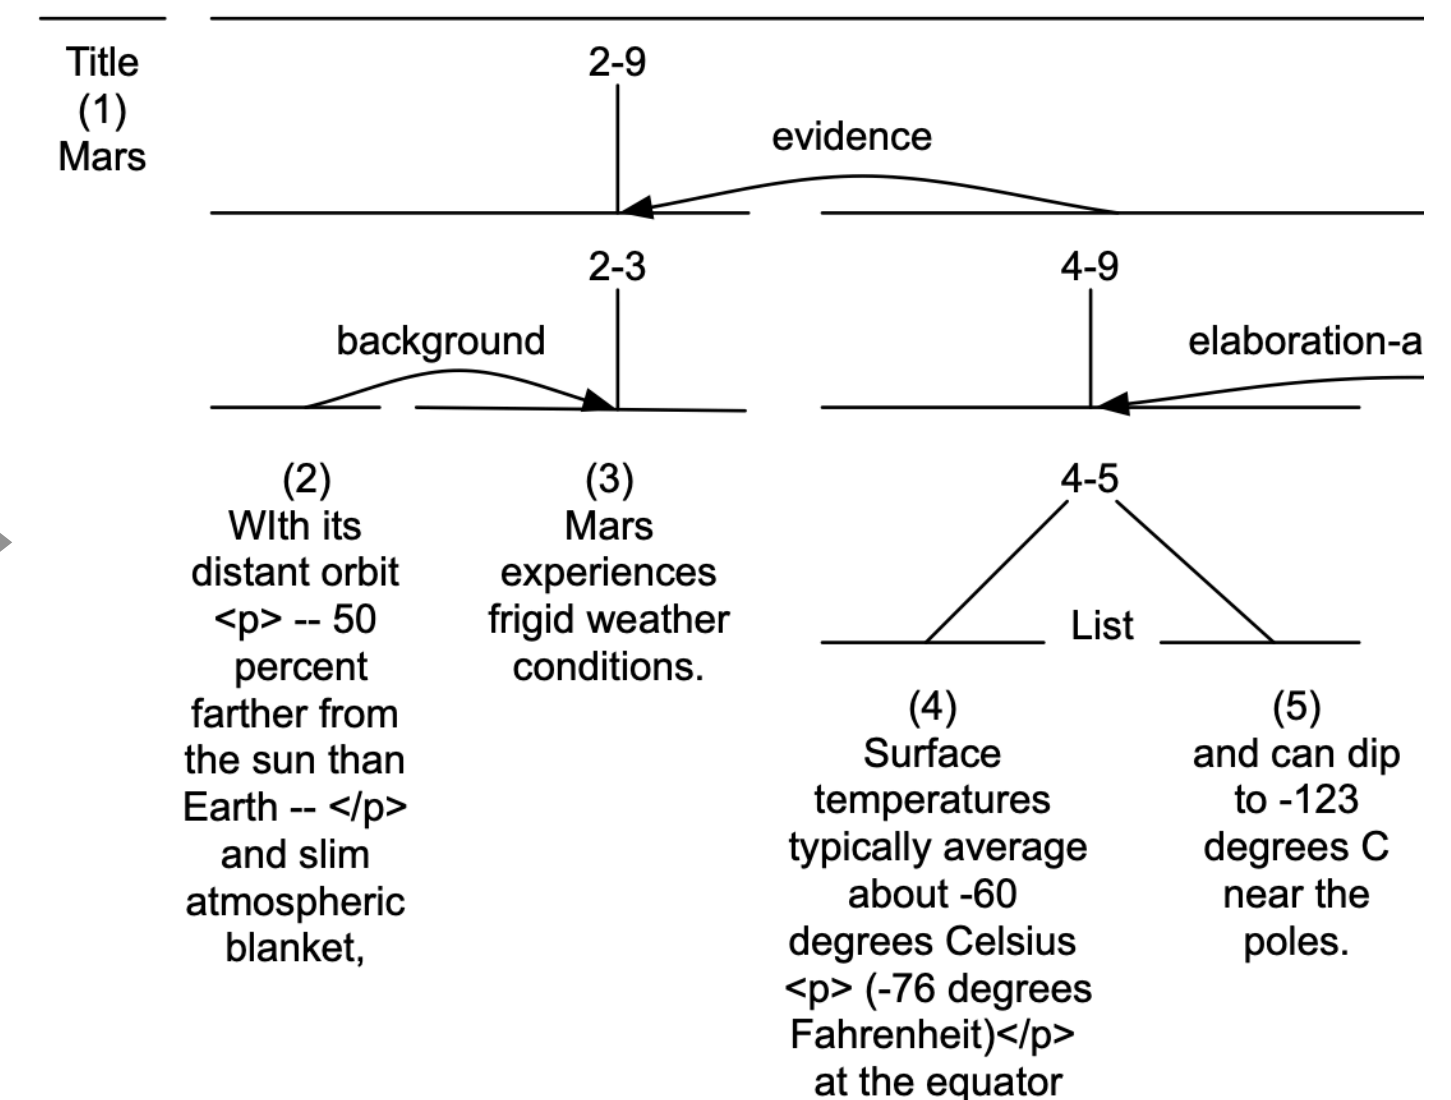 Title
(1)
Mars
2-9
evidence
2-3
4-9
background
elaboration-a
(2)
WIth its
distant orbit
<p> -- 50
percent
farther from
the sun than
Earth -- </p>
and slim
atmospheric
blanket,
(3)
Mars
experiences
frigid weather
conditions.
4-5
List
(4)
Surface
temperatures
typically average
about -60
degrees Celsius
<p> (-76 degrees
Fahrenheit)</p>
at the equator
(5)
and can dip
to -123
degrees C
near the
poles.